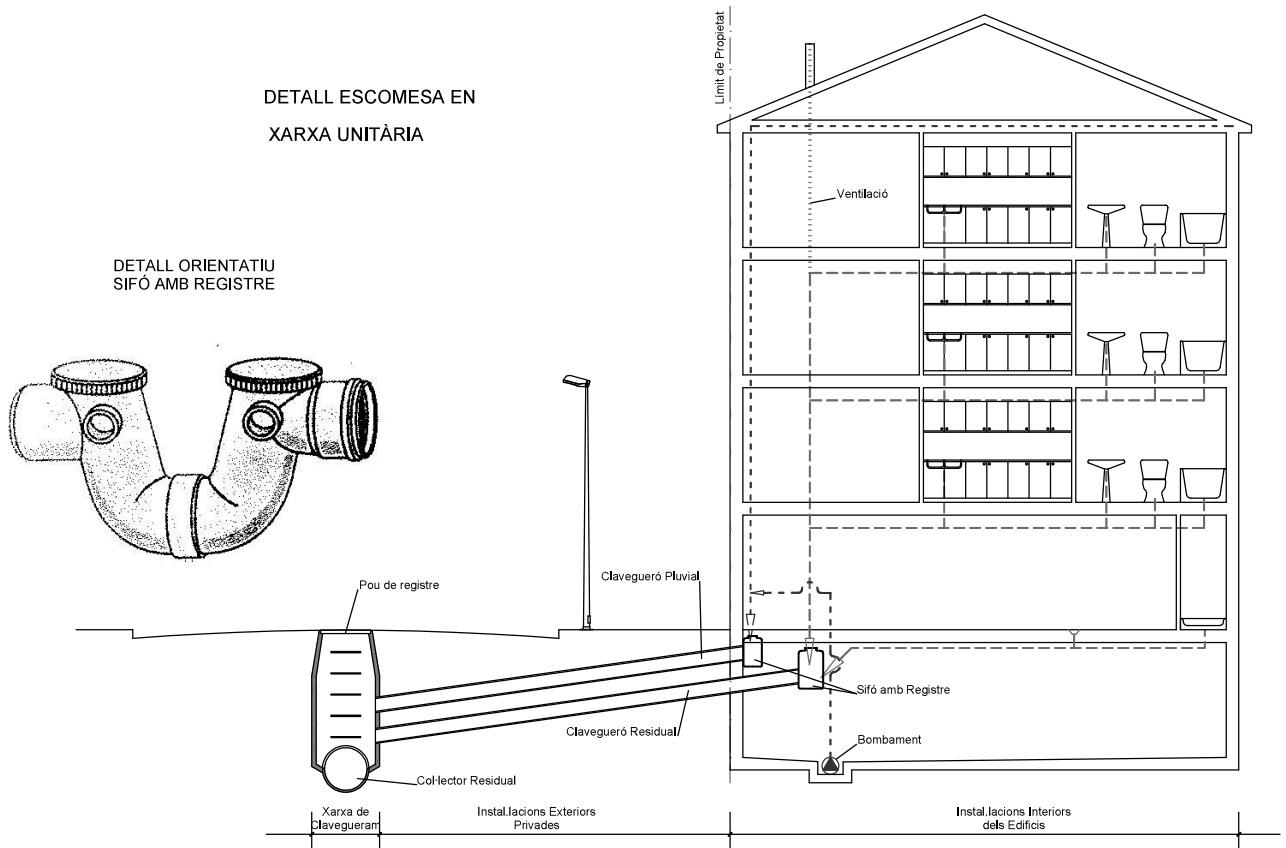 DETALL ESCOMESA EN
XARXA UNITÀRIA
Límit de Propietat
Ventilació
DETALL ORIENTATIU
SIFÓ AMB REGISTRE
Pou de registre
Clavegueró Pluvial
Sifó amb Registre
Clavegueró Residual
Bombament
Col·lector Residual
Xarxa de
Clavegueram
Instal.lacions Exteriors
Privades
Instal.lacions Interiors
dels Edificis